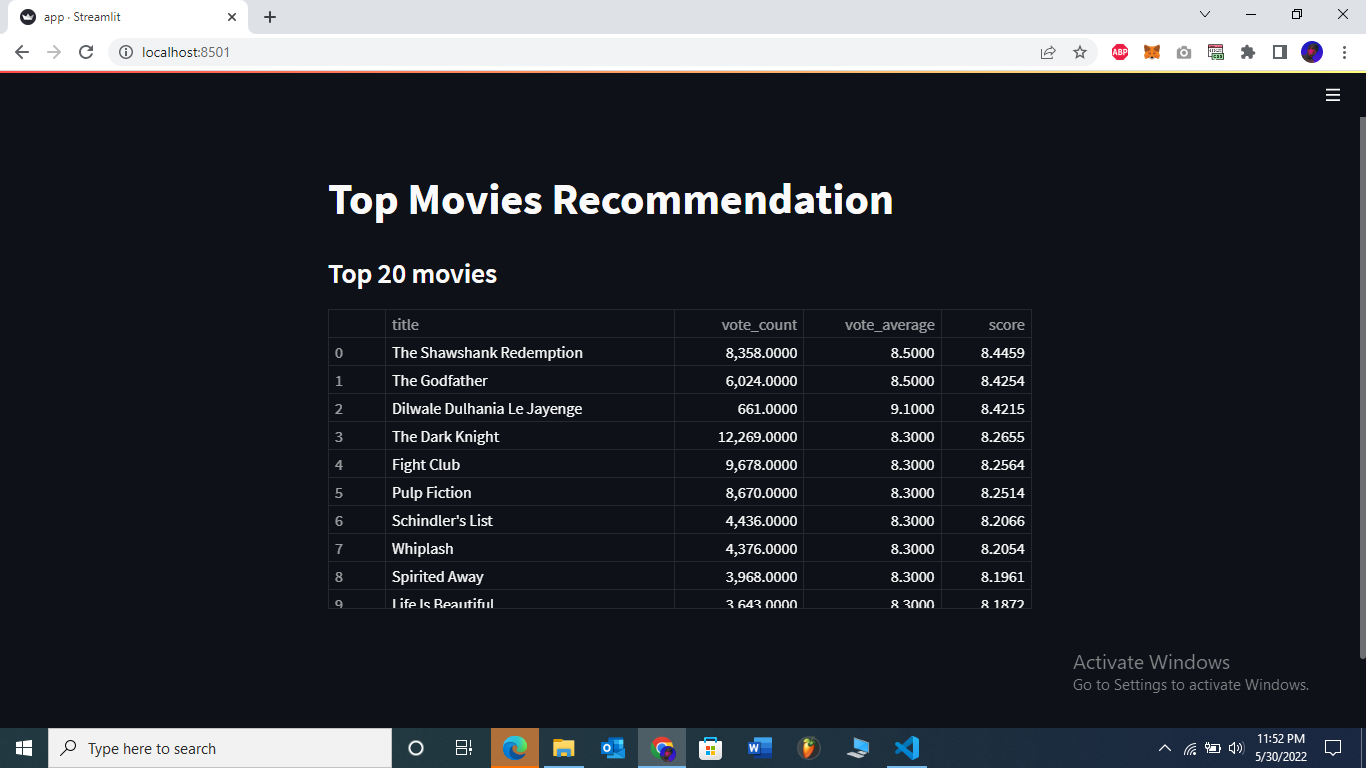 app · Streamlit
localhost:8501
ABP
Top Movies Recommendation
Top 20 movies
title vote_count vote_average score
0 The Shawshank Redemption 8,358.0000 8.5000 8.4459
1 The Godfather 6,024.0000 8.5000 8.4254
2 Dilwale Dulhania Le Jayenge 661.0000 9.1000 8.4215
3 The Dark Knight 12,269.0000 8.3000 8.2655
4 Fight Club 9,678.0000 8.3000 8.2564
5 Pulp Fiction 8,670.0000 8.3000 8.2514
6 Schindler's List 4,436.0000 8.3000 8.2066
7 Whiplash 4,376.0000 8.3000 8.2054
8 Spirited Away 3,968.0000 8.3000 8.1961
9 Life Is Beautiful 3,643.0000 8.3000 8.1872
Activate Windows
Go to Settings to activate Windows.
Type here to search
11:52 PM
5/30/2022